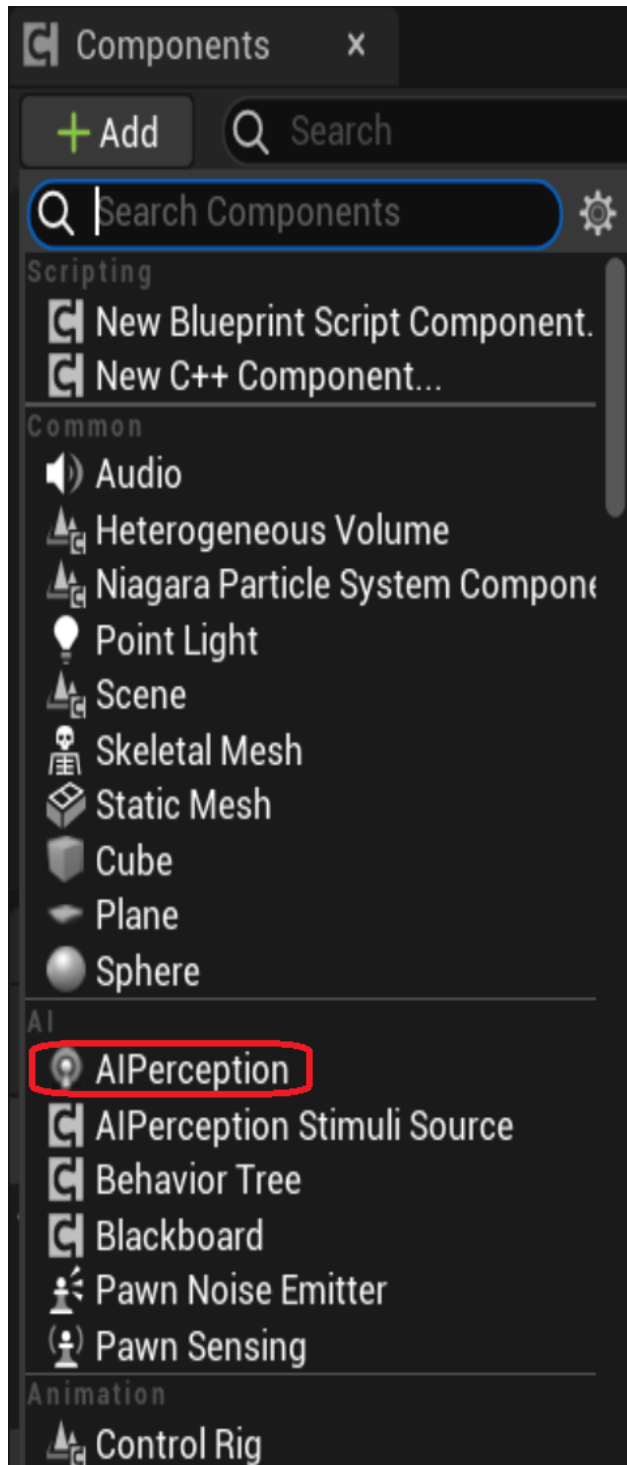 Components
Add
Search
Search Components
Scripting
New Blueprint Script Component.
New C++ Component...
Common
Audio
Heterogeneous Volume
Niagara Particle System Compone
Point Light
Scene
Skeletal Mesh
Static Mesh
Cube
Plane
Sphere
AI
AIPerception
AIPerception Stimuli Source
Behavior Tree
Blackboard
Pawn Noise Emitter
Pawn Sensing
Animation
Control Rig